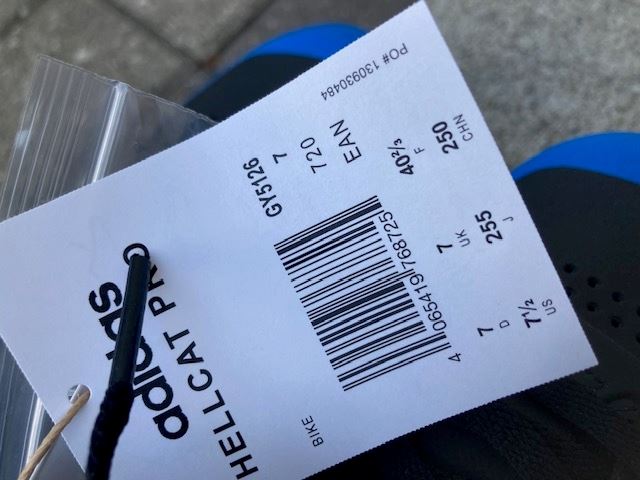 adidas
HELLCAT PRO
BIKE
GY5126
7
720
EAN
4 065419 768725
PO# 130930484
7 D
7 UK
40⅔ F
7½ US
255 J
250 CHN